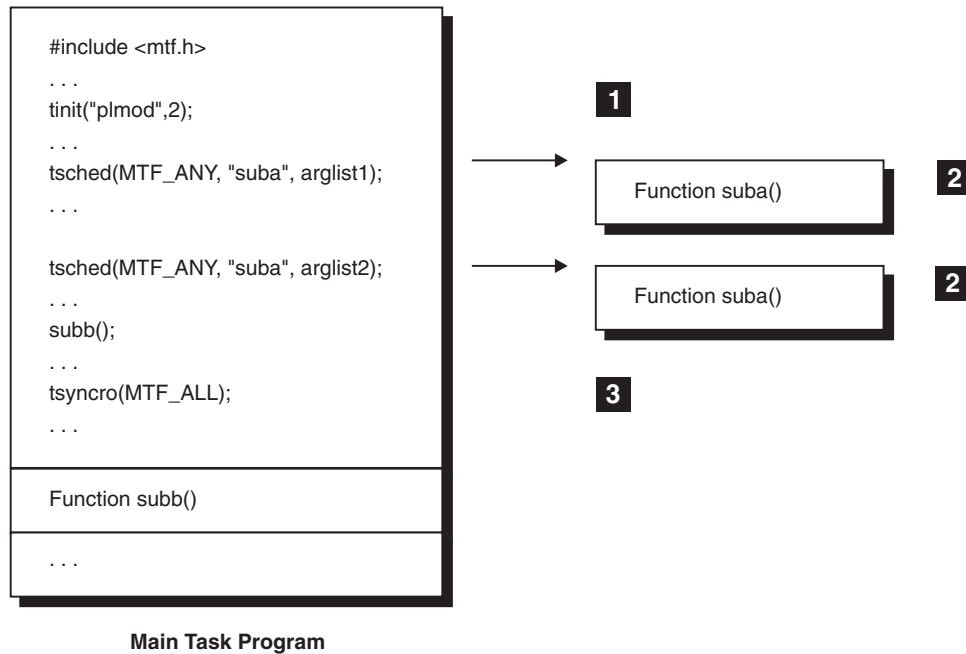 #include <mtf.h>
. . .
tinit("plmod",2);
. . .
tsched(MTF_ANY, "suba", arglist1);
. . .
tsched(MTF_ANY, "suba", arglist2);
. . .
subb();
. . .
tsyncro(MTF_ALL);
. . .
Function subb()
. . .
Main Task Program
1
Function suba()
2
Function suba()
2
3